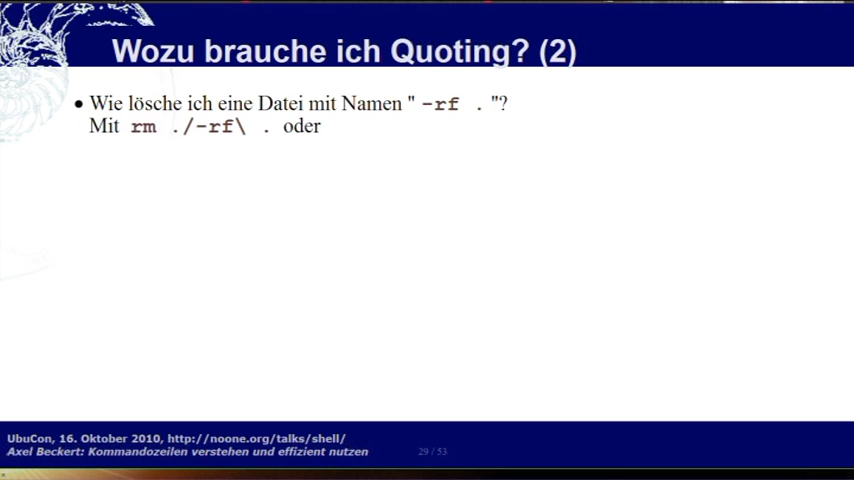 Wozu brauche ich Quoting? (2)
• Wie lösche ich eine Datei mit Namen " -rf . "?
Mit rm ./-rf\ . oder
UbuCon, 16. Oktober 2010, http://noone.org/talks/shell/
Axel Beckert: Kommandozeilen verstehen und effizient nutzen
29 / 53